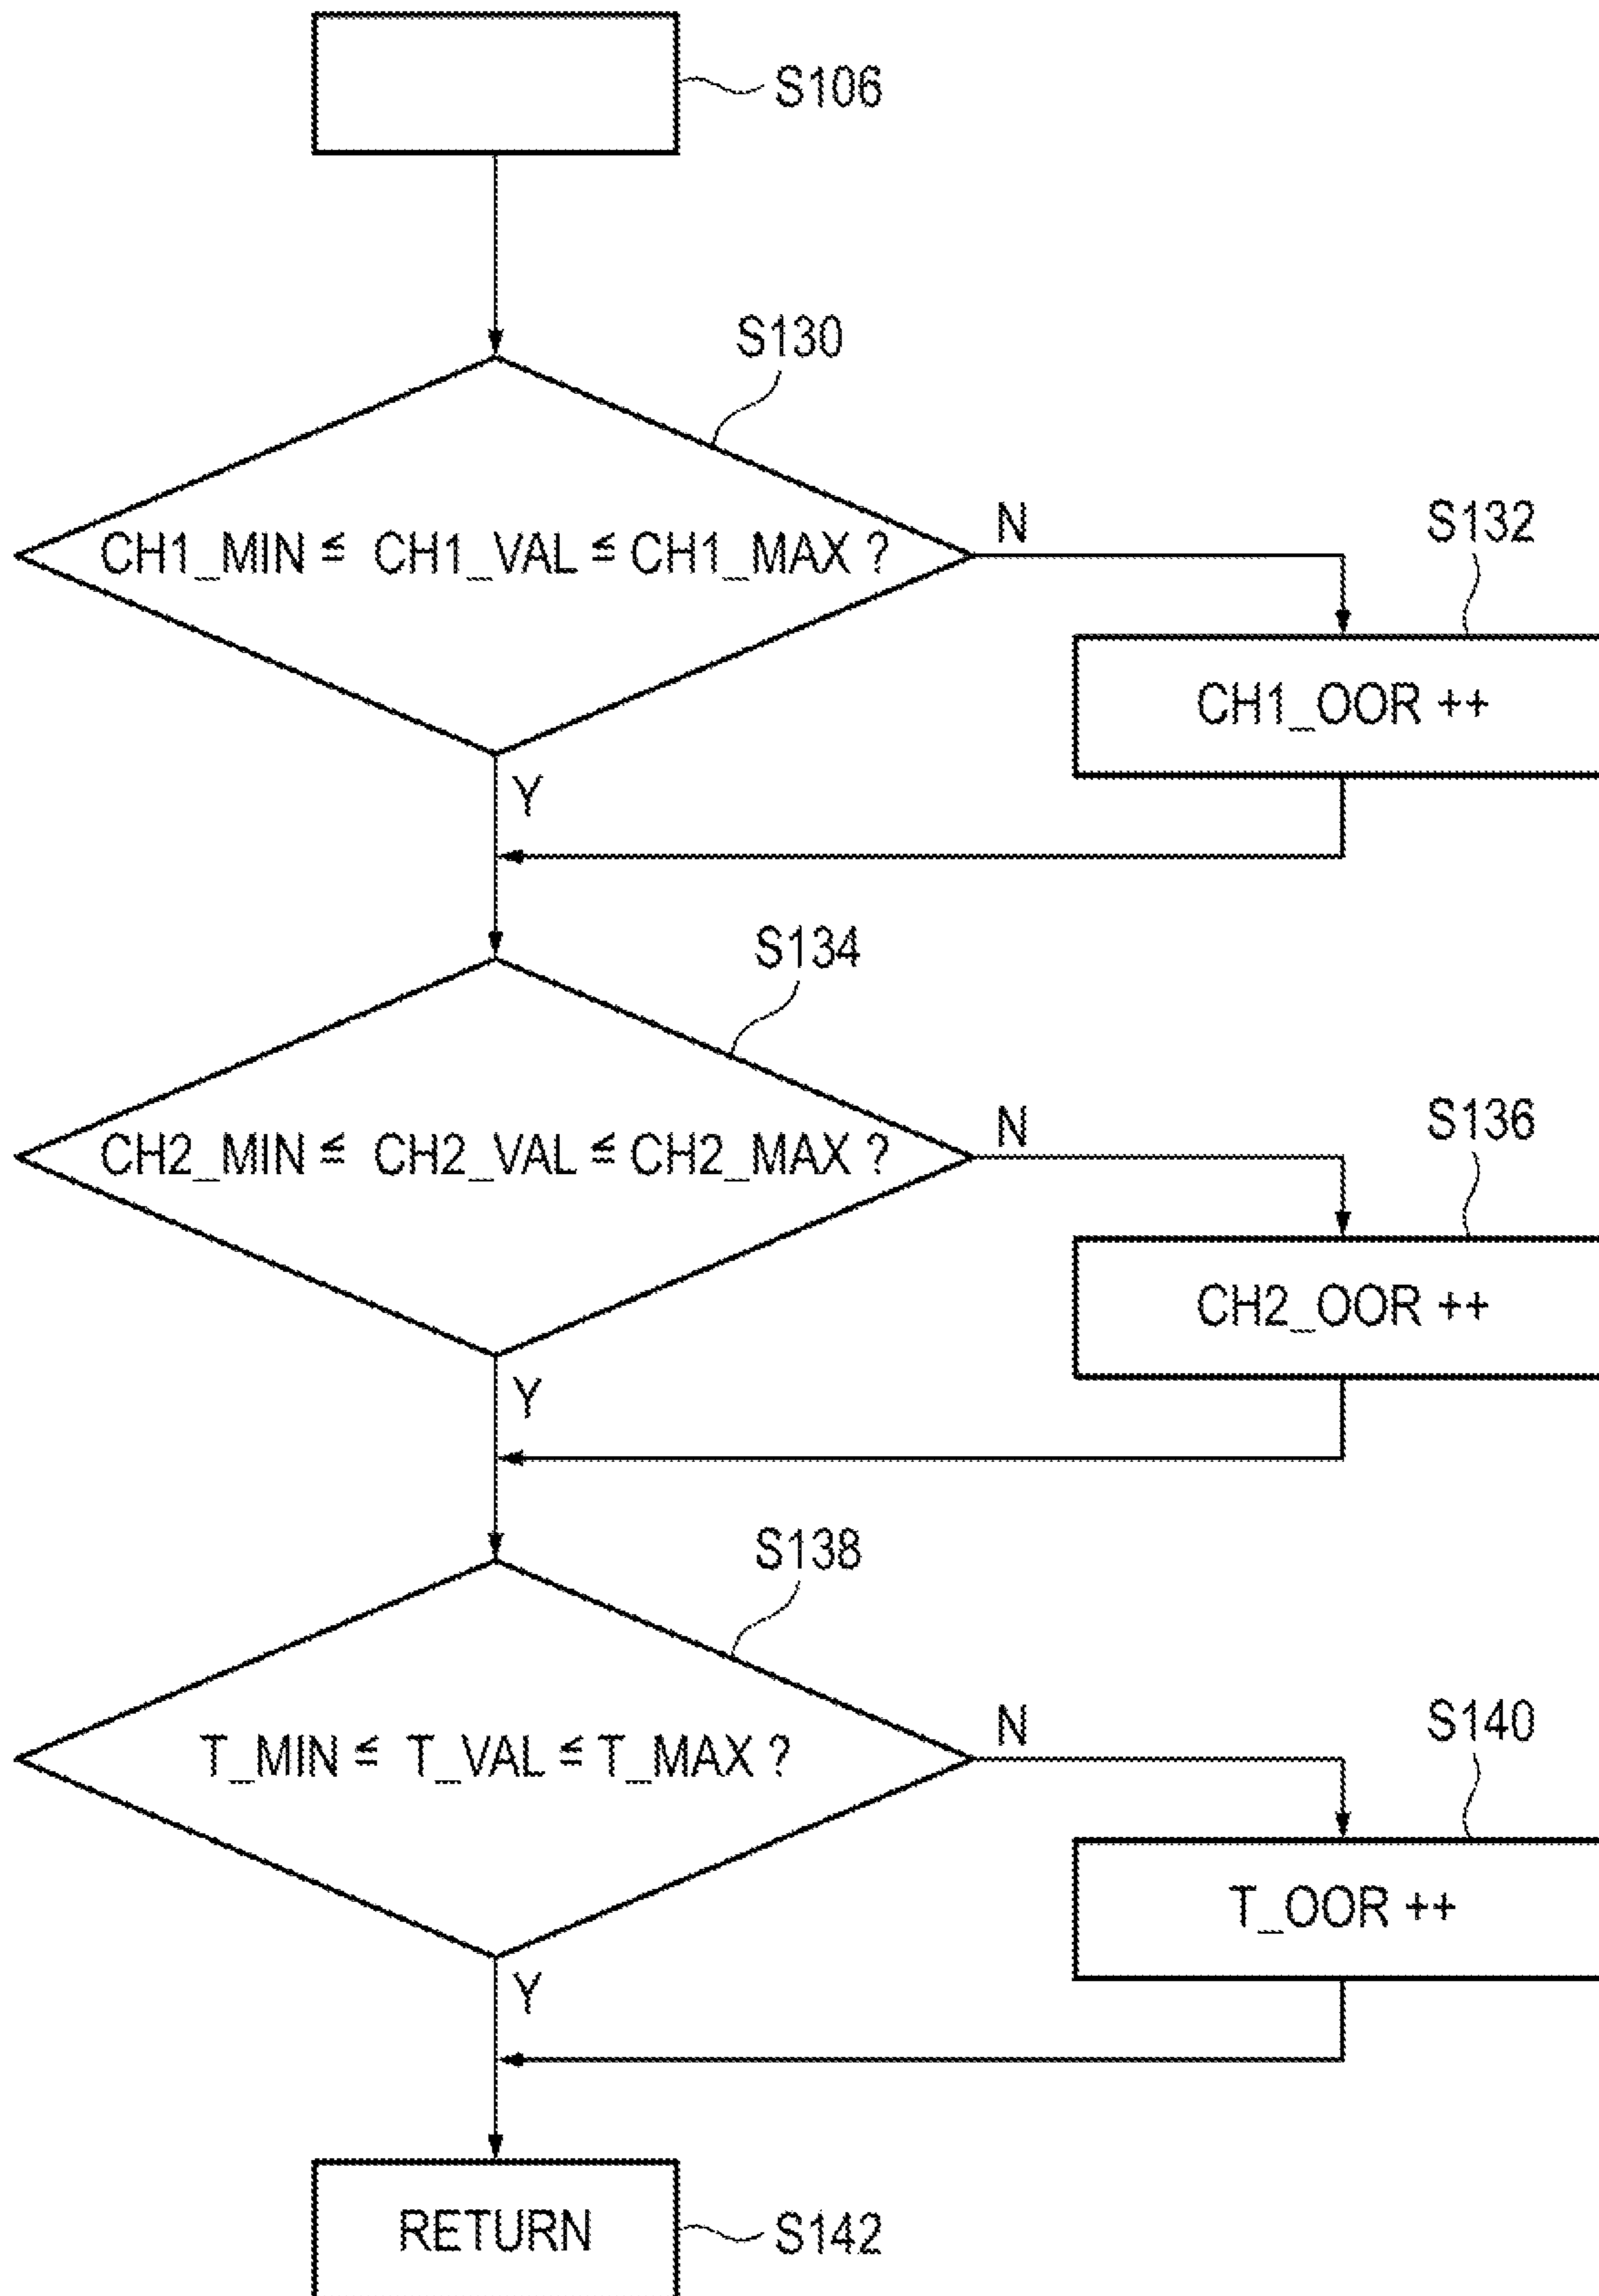 S106
S130
CH1_MIN ≦ CH1_VAL ≦ CH1_MAX ?
N
S132
CH1_OOR ++
Y
S134
CH2_MIN ≦ CH2_VAL ≦ CH2_MAX ?
N
S136
CH2_OOR ++
Y
S138
T_MIN ≦ T_VAL ≦ T_MAX ?
N
S140
T_OOR ++
Y
RETURN
S142